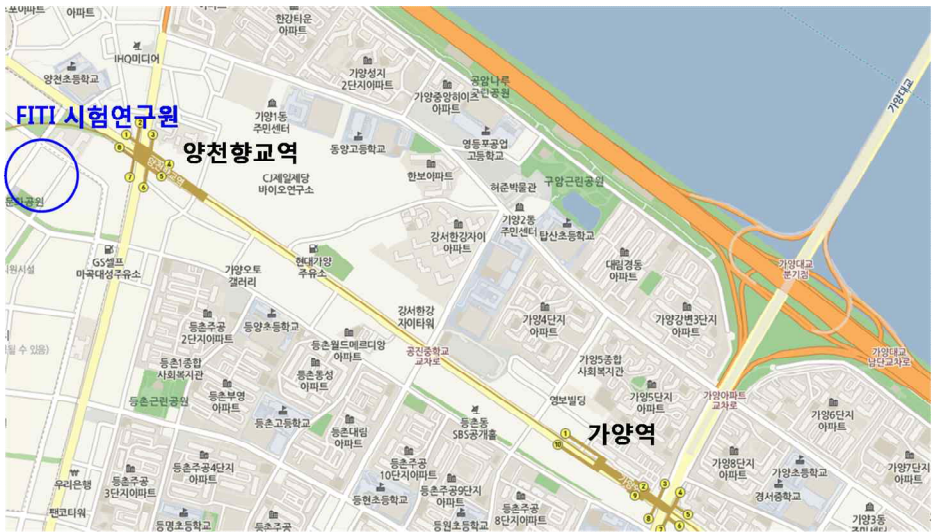 아파트
한강타운
아파트
IHQ미디어
양천초등학교
FITI 시험연구원
양천향교역
가양1동
주민센터
가양성지
2단지아파트
가양중앙하이츠
아파트
공암나루
근린공원
동양고등학교
영등포공업
고등학교
CJ제일제당
바이오연구소
한보아파트
허준박물관
구암근린공원
가양2동
주민센터
탑산초등학교
강서한강자이
아파트
대림경동
아파트
가양대교
가양대교
분기점
GS셀프
마곡대성주유소
가양오토
갤러리
현대가양
주유소
강서한강
자이타워
가양4단지
아파트
가양강변3단지
아파트
등촌주공
2단지아파트
등양초등학교
등촌월드메르디앙
아파트
공진중학교
교차로
가양대교
남단교차로
등촌1종합
사회복지관
등촌동성
아파트
가양5종합
사회복지관
가양5단지
아파트
가양아파트
교차로
등촌근린공원
등촌부영
아파트
영보빌딩
가양6단지
아파트
등촌고등학교
등촌대림
아파트
등촌동
SBS공개홀
가양역
등촌주공4단지
아파트
우리은행
등촌주공
3단지아파트
등촌주공
10단지아파트
등현초등학교
등촌주공9단지
아파트
등촌주공
8단지아파트
가양8단지
아파트
가양초등학교
경서중학교
가양7단지
아파트
팬코타워
등명초등학교
등촌주공
등원초등학교
가양3동